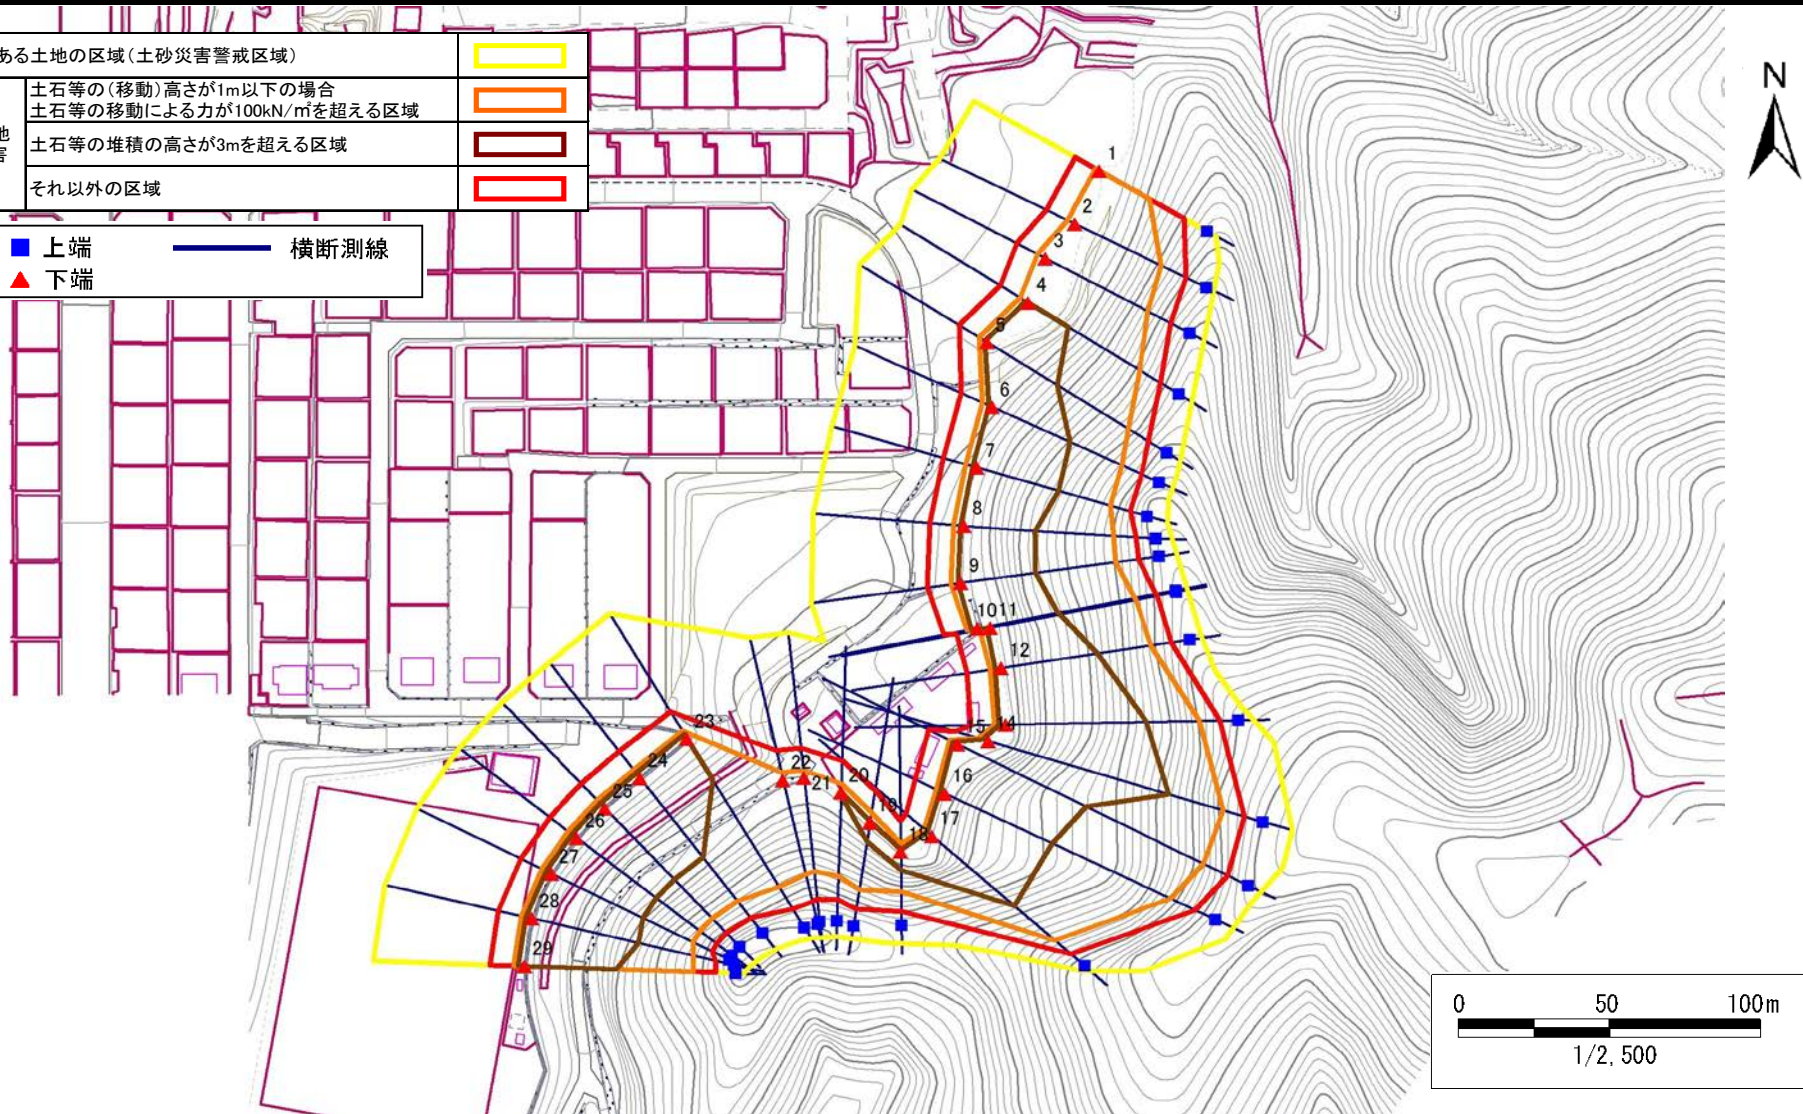 ある土地の区域(土砂災害警戒区域)
土石等の(移動)高さが1m以下の場合
土石等の移動による力が100kN/㎡を超える区域
地
害
土石等の堆積の高さが3mを超える区域
それ以外の区域
上端
横断測線
下端
N
1
2
3
4
5
6
7
8
9
1011
12
14
15
16
17
18
19
20
21
22
23
24
25
26
27
28
29
0 50 100m
1/2,500